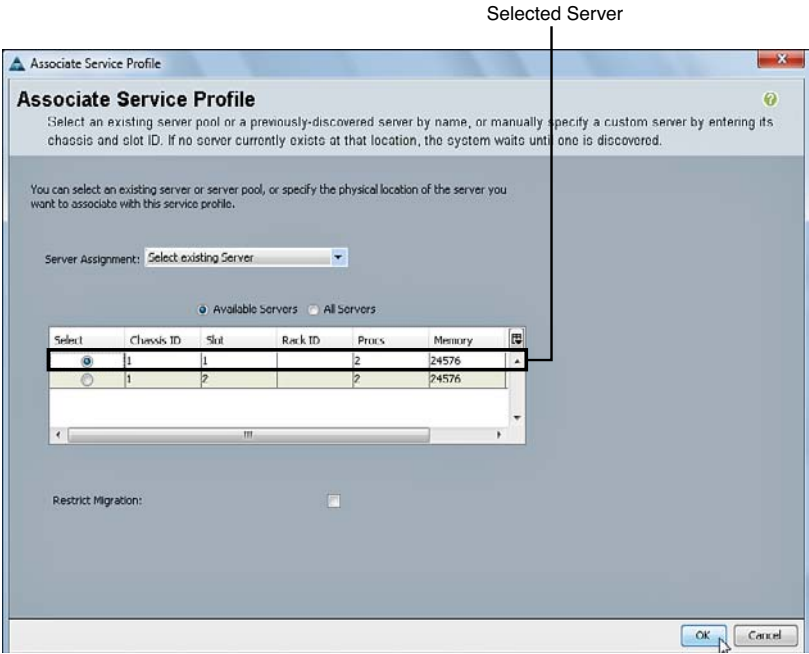 Selected Server
Associate Service Profile
X
Associate Service Profile
?
Select an existing server pool or a previously-discovered server by name, or manually specify a custom server by entering its
chassis and slot ID. If no server currently exists at that location, the system waits until one is discovered.
You can select an existing server or server pool, or specify the physical location of the server you
want to associate with this service profile.
Server Assignment: Select existing Server
Available Servers All Servers
Select Chassis ID Slot Rack ID Procs Memory
1 1 2 24576
1 2 2 24576
Restrict Migration:
OK Cancel